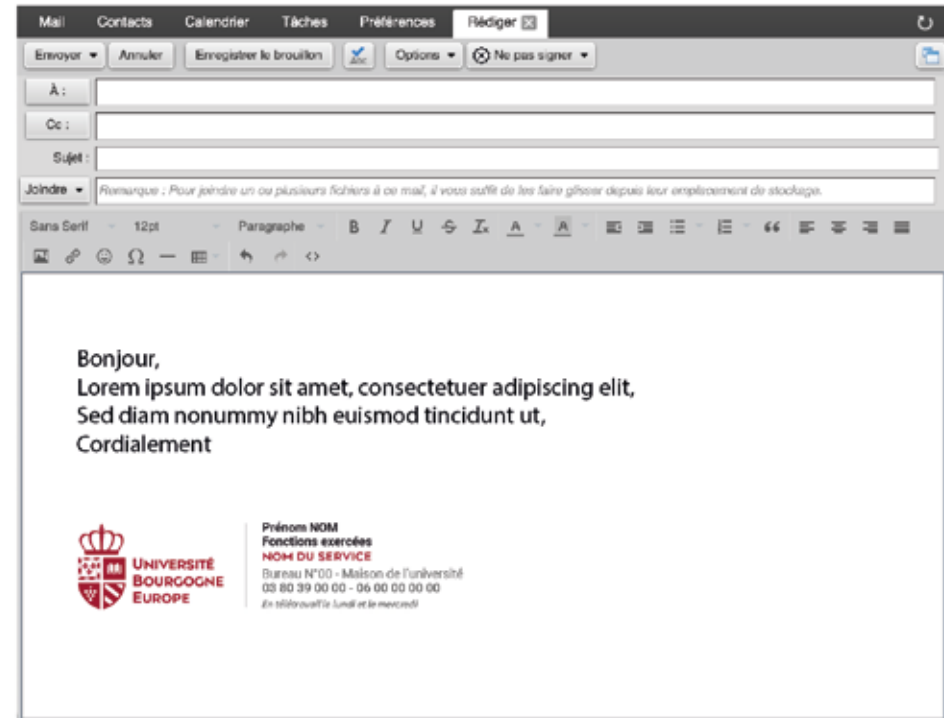 Mail Contacts Calendrier Tâches Préférences Rédiger
Envoyer Annuler Enregistrer le brouillon Abc Options Ne pas signer
À :
Cc :
Sujet :
Joindre Remarque : Pour joindre un ou plusieurs fichiers à ce mail, il vous suffit de les faire glisser depuis leur emplacement de stockage.
Sans Serif 12pt Paragraphe B I U S Tx A A
Ω
Bonjour,
Lorem ipsum dolor sit amet, consectetuer adipiscing elit,
Sed diam nonummy nibh euismod tincidunt ut,
Cordialement
UNIVERSITÉ
BOURGOGNE
EUROPE
Prénom NOM
Fonctions exercées
NOM DU SERVICE
Bureau N°00 - Maison de l'université
03 80 39 00 00 - 06 00 00 00 00
En télétravail le lundi et le mercredi